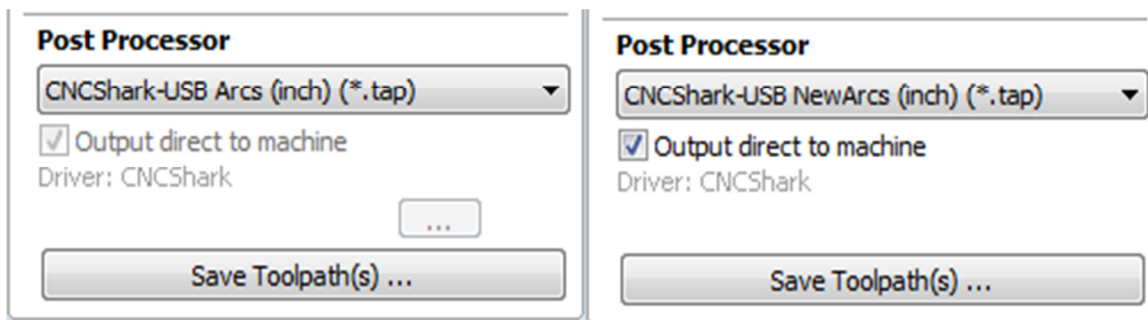 Post Processor
CNCShark-USB Arcs (inch) (*.tap)
Output direct to machine
Driver: CNCShark
...
Save Toolpath(s) ...
Post Processor
CNCShark-USB NewArcs (inch) (*.tap)
Output direct to machine
Driver: CNCShark
Save Toolpath(s) ...